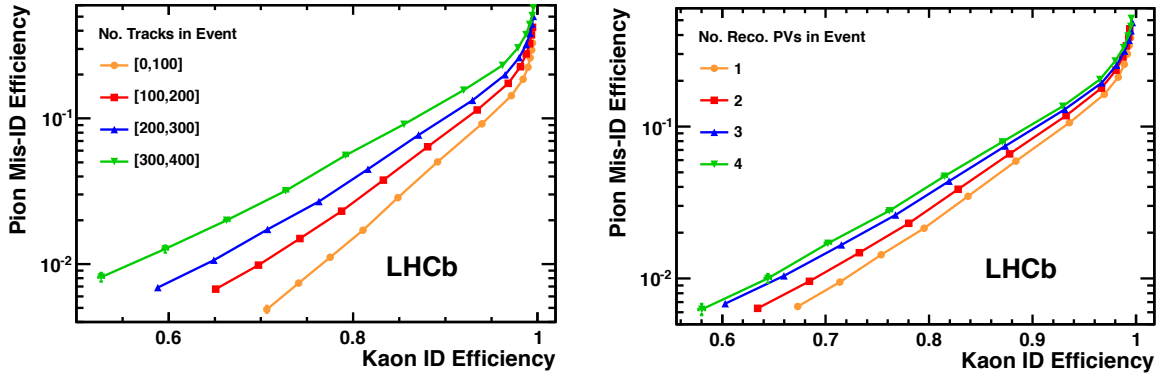 Pion Mis-ID Efficiency
No. Tracks in Event
[0,100]
[100,200]
[200,300]
[300,400]
10⁻¹
10⁻²
LHCb
0.6
0.8
1
Kaon ID Efficiency
Pion Mis-ID Efficiency
No. Reco. PVs in Event
1
2
3
4
10⁻¹
10⁻²
LHCb
0.6
0.7
0.8
0.9
1
Kaon ID Efficiency